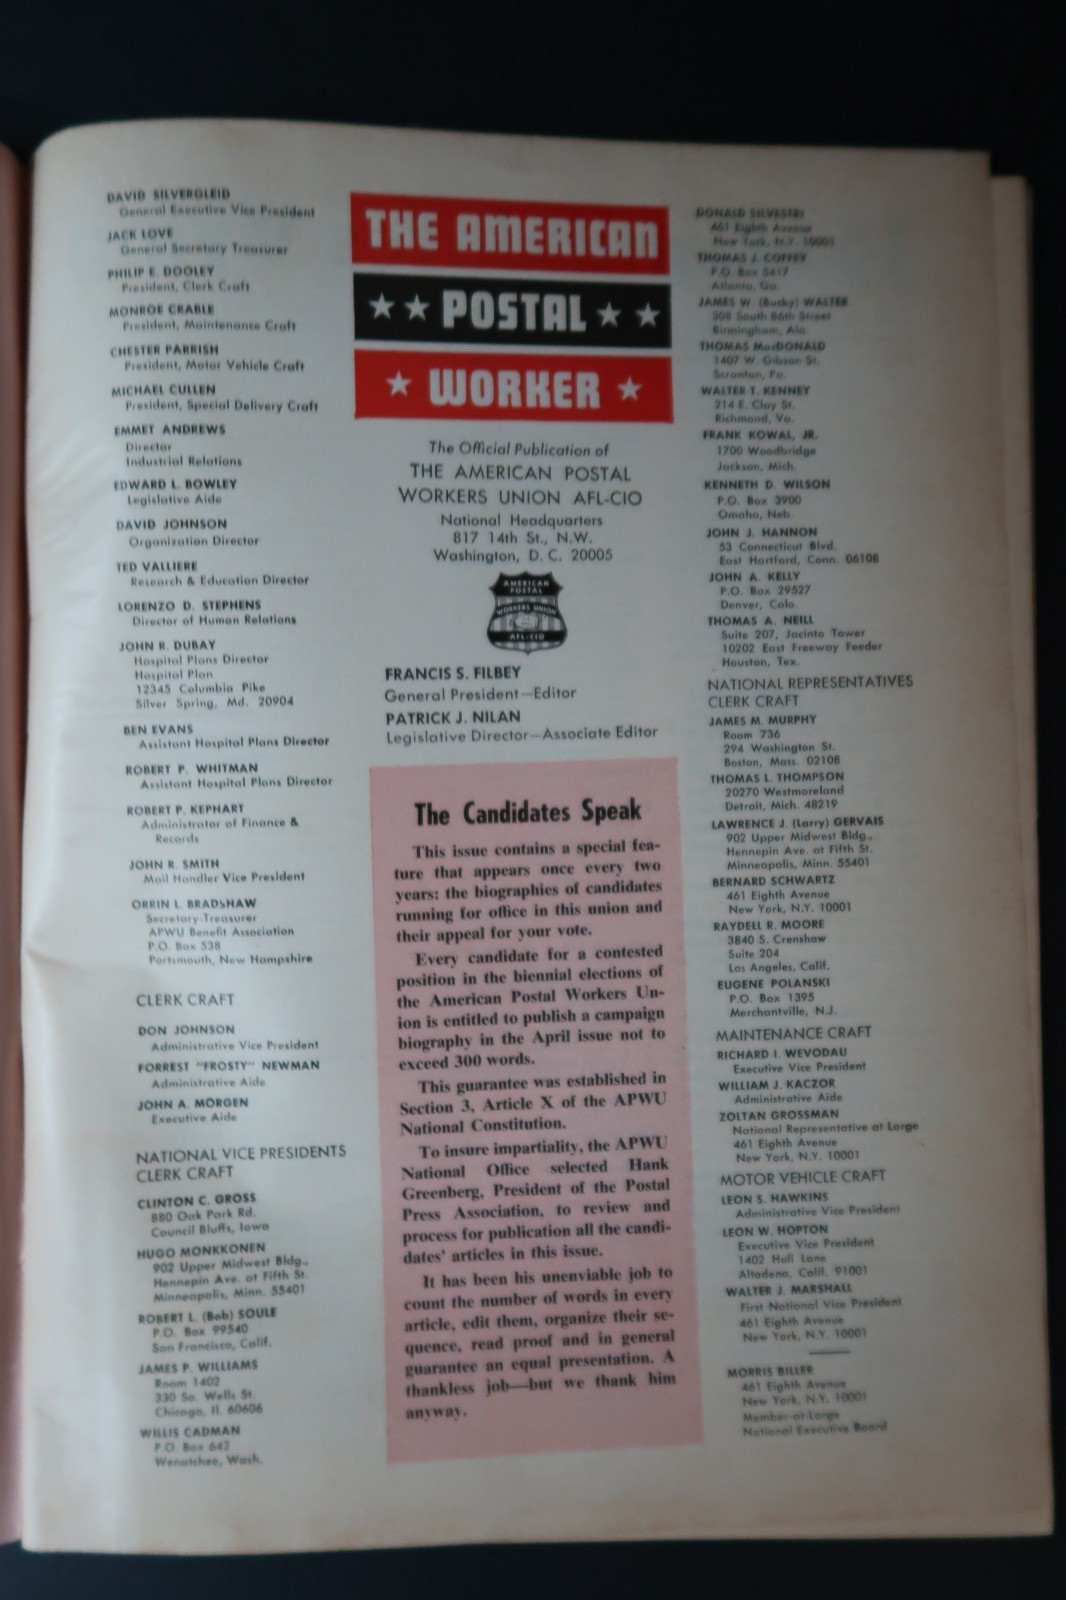 DAVID SILVERGLEID
General Executive Vice President
JACK LOVE
General Secretary Treasurer
PHILIP E. DOOLEY
President, Clerk Craft
MONROE CRABLE
President, Maintenance Craft
CHESTER PARRISH
President, Motor Vehicle Craft
MICHAEL CULLEN
President, Special Delivery Craft
EMMET ANDREWS
Director
Industrial Relations
EDWARD L. BOWLEY
Legislative Aide
DAVID JOHNSON
Organization Director
TED VALLIERE
Research & Education Director
LORENZO D. STEPHENS
Director of Human Relations
JOHN R. DUBAY
Hospital Plans Director
Hospital Plan
12345 Columbia Pike
Silver Spring, Md. 20904
BEN EVANS
Assistant Hospital Plans Director
ROBERT P. WHITMAN
Assistant Hospital Plans Director
ROBERT P. KEPHART
Administrator of Finance &
Records
JOHN R. SMITH
Mail Handler Vice President
ORRIN L. BRADSHAW
Secretary-Treasurer
APWU Benefit Association
P.O. Box 538
Portsmouth, New Hampshire
CLERK CRAFT
DON JOHNSON
Administrative Vice President
FORREST "FROSTY" NEWMAN
Administrative Aide
JOHN A. MORGEN
Executive Aide
NATIONAL VICE PRESIDENTS
CLERK CRAFT
CLINTON C. GROSS
880 Oak Park Rd.
Council Bluffs, Iowa
HUGO MONKKONEN
902 Upper Midwest Bldg.,
Hennepin Ave. at Fifth St.
Minneapolis, Minn. 55401
ROBERT L. (Bob) SOULE
P.O. Box 99540
San Francisco, Calif.
JAMES P. WILLIAMS
Room 1402
330 So. Wells St.
Chicago, Il. 60606
WILLIS CADMAN
P.O. Box 642
Wenatchee, Wash.
THE AMERICAN
POSTAL
WORKER
The Official Publication of
THE AMERICAN POSTAL
WORKERS UNION AFL-CIO
National Headquarters
817 14th St., N.W.
Washington, D. C. 20005
AMERICAN
POSTAL
WORKERS UNION
AFL-CIO
FRANCIS S. FILBEY
General President—Editor
PATRICK J. NILAN
Legislative Director—Associate Editor
The Candidates Speak
This issue contains a special fea-
ture that appears once every two
years: the biographies of candidates
running for office in this union and
their appeal for your vote.
Every candidate for a contested
position in the biennial elections of
the American Postal Workers Un-
ion is entitled to publish a campaign
biography in the April issue not to
exceed 300 words.
This guarantee was established in
Section 3, Article X of the APWU
National Constitution.
To insure impartiality, the APWU
National Office selected Hank
Greenberg, President of the Postal
Press Association, to review and
process for publication all the candi-
dates' articles in this issue.
It has been his unenviable job to
count the number of words in every
article, edit them, organize their se-
quence, read proof and in general
guarantee an equal presentation. A
thankless job—but we thank him
anyway.
DONALD SILVESTRI
461 Eighth Avenue
New York, N.Y. 10001
THOMAS J. COFFEY
P.O. Box 5417
Atlanta, Ga.
JAMES W. (Busky) WALTER
308 South 86th Street
Birmingham, Ala.
THOMAS MacDONALD
1407 W. Gibson St.
Scranton, Pa.
WALTER T. KENNEY
214 E. Clay St.
Richmond, Va.
FRANK KOWAL, JR.
1700 Woodbridge
Jackson, Mich.
KENNETH D. WILSON
P.O. Box 3900
Omaha, Neb.
JOHN J. HANNON
53 Connecticut Blvd.
East Hartford, Conn. 06108
JOHN A. KELLY
P.O. Box 29527
Denver, Colo.
THOMAS A. NEILL
Suite 207, Jacinto Tower
10202 East Freeway Feeder
Houston, Tex.
NATIONAL REPRESENTATIVES
CLERK CRAFT
JAMES M. MURPHY
Room 736
294 Washington St.
Boston, Mass. 02108
THOMAS L. THOMPSON
20270 Westmoreland
Detroit, Mich. 48219
LAWRENCE J. (Larry) GERVAIS
902 Upper Midwest Bldg.,
Hennepin Ave. at Fifth St.
Minneapolis, Minn. 55401
BERNARD SCHWARTZ
461 Eighth Avenue
New York, N.Y. 10001
RAYDELL R. MOORE
3840 S. Crenshaw
Suite 204
Los Angeles, Calif.
EUGENE POLANSKI
P.O. Box 1395
Merchantville, N.J.
MAINTENANCE CRAFT
RICHARD I. WEVODAU
Executive Vice President
WILLIAM J. KACZOR
Administrative Aide
ZOLTAN GROSSMAN
National Representative at Large
461 Eighth Avenue
New York, N.Y. 10001
MOTOR VEHICLE CRAFT
LEON S. HAWKINS
Administrative Vice President
LEON W. HOPTON
Executive Vice President
1402 Hull Lane
Altadena, Calif. 91001
WALTER J. MARSHALL
First National Vice President
461 Eighth Avenue
New York, N.Y. 10001
MORRIS BILLER
461 Eighth Avenue
New York, N.Y. 10001
Member-at-Large
National Executive Board